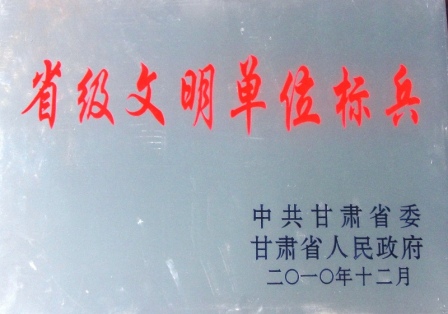 省级文明单位标兵
中共甘肃省委
甘肃省人民政府
二〇一〇年十二月